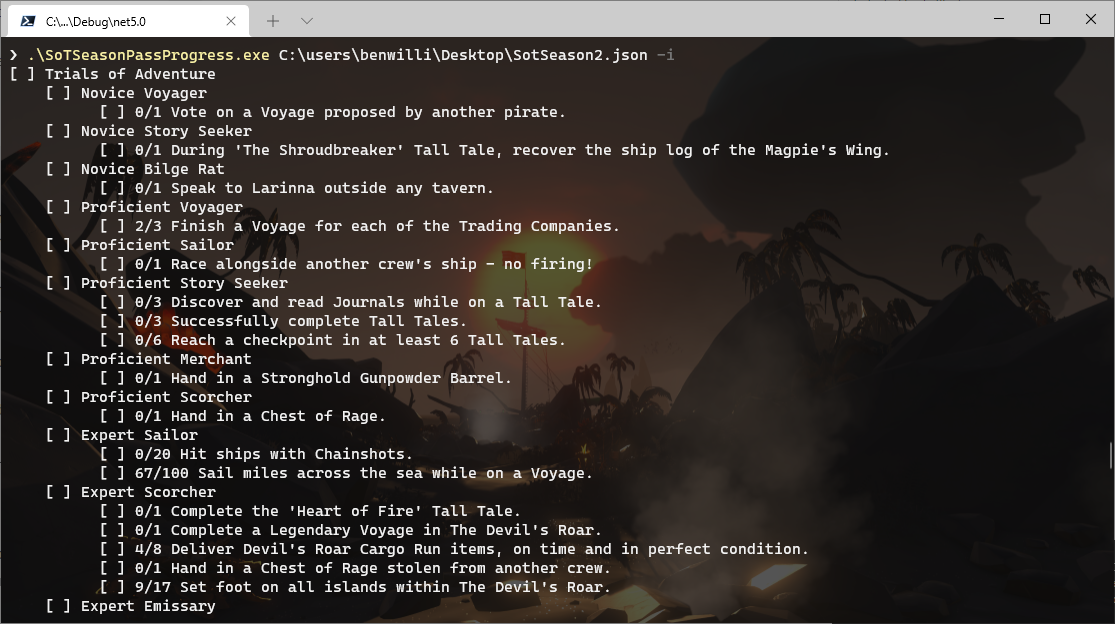 C:\...\Debug\net5.0
❯ .\SoTSeasonPassProgress.exe C:\users\benwilli\Desktop\SotSeason2.json -i
[ ] Trials of Adventure
    [ ] Novice Voyager
          [ ] 0/1 Vote on a Voyage proposed by another pirate.
    [ ] Novice Story Seeker
          [ ] 0/1 During 'The Shroudbreaker' Tall Tale, recover the ship log of the Magpie's Wing.
    [ ] Novice Bilge Rat
          [ ] 0/1 Speak to Larinna outside any tavern.
    [ ] Proficient Voyager
          [ ] 2/3 Finish a Voyage for each of the Trading Companies.
    [ ] Proficient Sailor
          [ ] 0/1 Race alongside another crew's ship - no firing!
    [ ] Proficient Story Seeker
          [ ] 0/3 Discover and read Journals while on a Tall Tale.
          [ ] 0/3 Successfully complete Tall Tales.
          [ ] 0/6 Reach a checkpoint in at least 6 Tall Tales.
    [ ] Proficient Merchant
          [ ] 0/1 Hand in a Stronghold Gunpowder Barrel.
    [ ] Proficient Scorcher
          [ ] 0/1 Hand in a Chest of Rage.
    [ ] Expert Sailor
          [ ] 0/20 Hit ships with Chainshots.
          [ ] 67/100 Sail miles across the sea while on a Voyage.
    [ ] Expert Scorcher
          [ ] 0/1 Complete the 'Heart of Fire' Tall Tale.
          [ ] 0/1 Complete a Legendary Voyage in The Devil's Roar.
          [ ] 4/8 Deliver Devil's Roar Cargo Run items, on time and in perfect condition.
          [ ] 0/1 Hand in a Chest of Rage stolen from another crew.
          [ ] 9/17 Set foot on all islands within The Devil's Roar.
    [ ] Expert Emissary